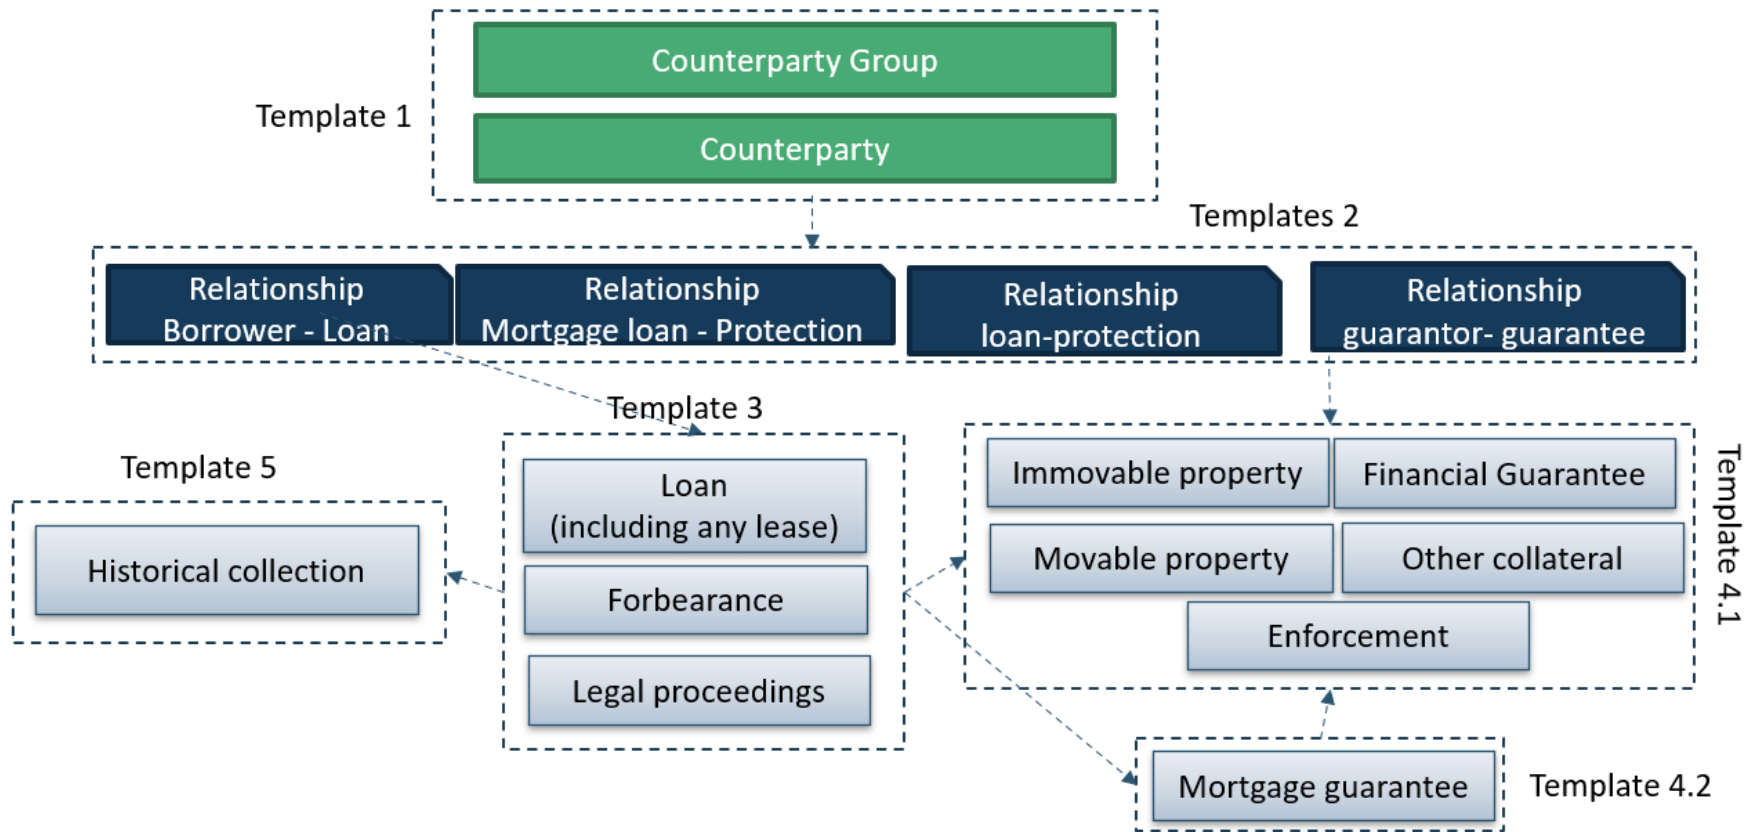 Counterparty Group
Template 1
Counterparty
Templates 2
Relationship
Borrower - Loan
Relationship
Mortgage loan - Protection
Relationship
loan-protection
Relationship
guarantor- guarantee
Template 3
Template 5
Historical collection
Loan
(including any lease)
Forbearance
Legal proceedings
Immovable property
Financial Guarantee
Movable property
Other collateral
Enforcement
Template 4.1
Mortgage guarantee
Template 4.2